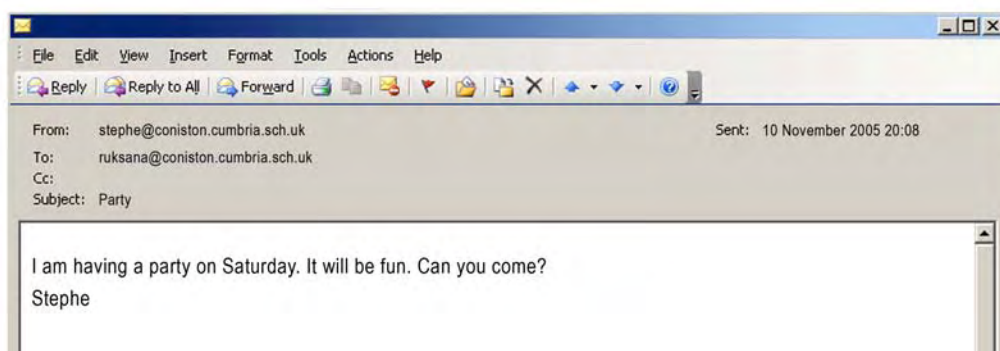 File Edit View Insert Format Tools Actions Help
Reply Reply to All Forward
From: stephe@coniston.cumbria.sch.uk Sent: 10 November 2005 20:08
To: ruksana@coniston.cumbria.sch.uk
Cc:
Subject: Party
I am having a party on Saturday. It will be fun. Can you come?
Stephe